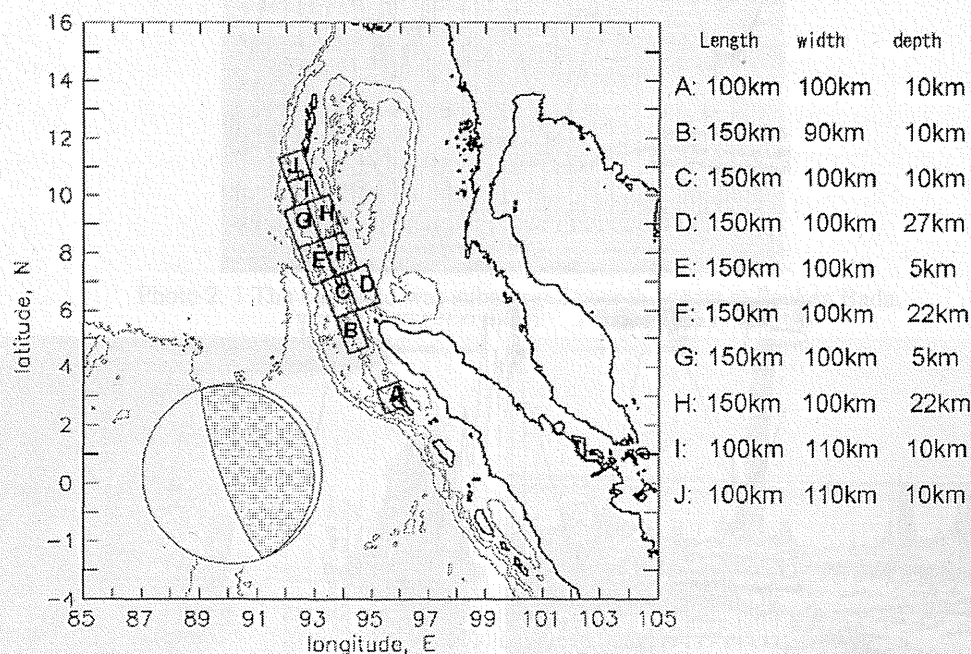 Length width depth
A: 100km 100km 10km
B: 150km 90km 10km
C: 150km 100km 10km
D: 150km 100km 27km
E: 150km 100km 5km
F: 150km 100km 22km
G: 150km 100km 5km
H: 150km 100km 22km
I: 100km 110km 10km
J: 100km 110km 10km
16
14
12
10
8
6
4
2
0
-1
-4
latitude, N
J
I
G H
E F
C D
B
A
85 87 89 91 93 95 97 99 101 103 105
longitude, E